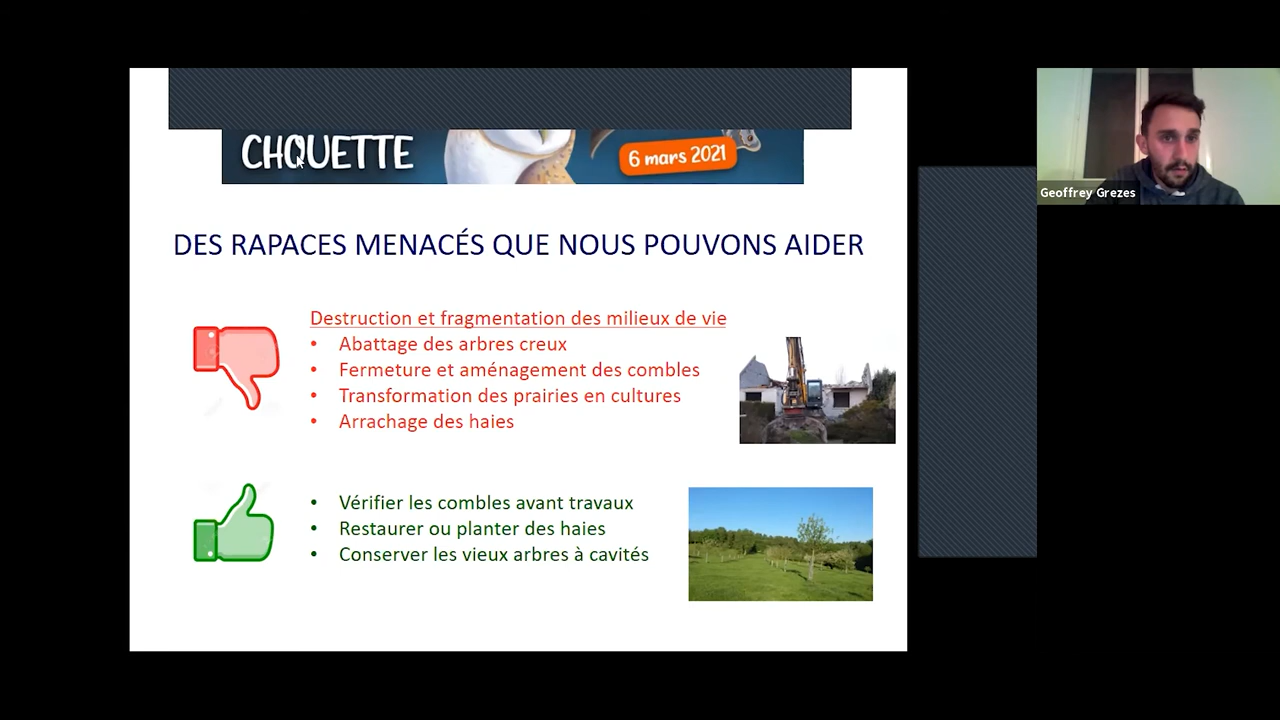 CHOUETTE
6 mars 2021
Geoffrey Grezes
DES RAPACES MENACÉS QUE NOUS POUVONS AIDER
Destruction et fragmentation des milieux de vie
• Abattage des arbres creux
• Fermeture et aménagement des combles
• Transformation des prairies en cultures
• Arrachage des haies
• Vérifier les combles avant travaux
• Restaurer ou planter des haies
• Conserver les vieux arbres à cavités